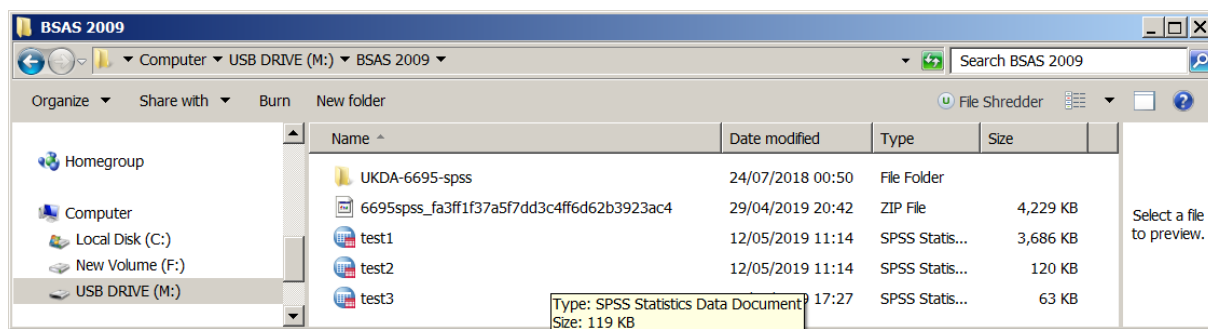 BSAS 2009
Computer USB DRIVE (M:) BSAS 2009 Search BSAS 2009
Organize Share with Burn New folder File Shredder
Name Date modified Type Size
Homegroup
Computer
Local Disk (C:)
New Volume (F:)
USB DRIVE (M:)
UKDA-6695-spss 24/07/2018 00:50 File Folder
6695spss_fa3ff1f37a5f7dd3c4ff6d62b3923ac4 29/04/2019 20:42 ZIP File 4,229 KB
test1 12/05/2019 11:14 SPSS Statis... 3,686 KB
test2 12/05/2019 11:14 SPSS Statis... 120 KB
test3 17:27 SPSS Statis... 63 KB
Type: SPSS Statistics Data Document
Size: 119 KB
Select a file
to preview.